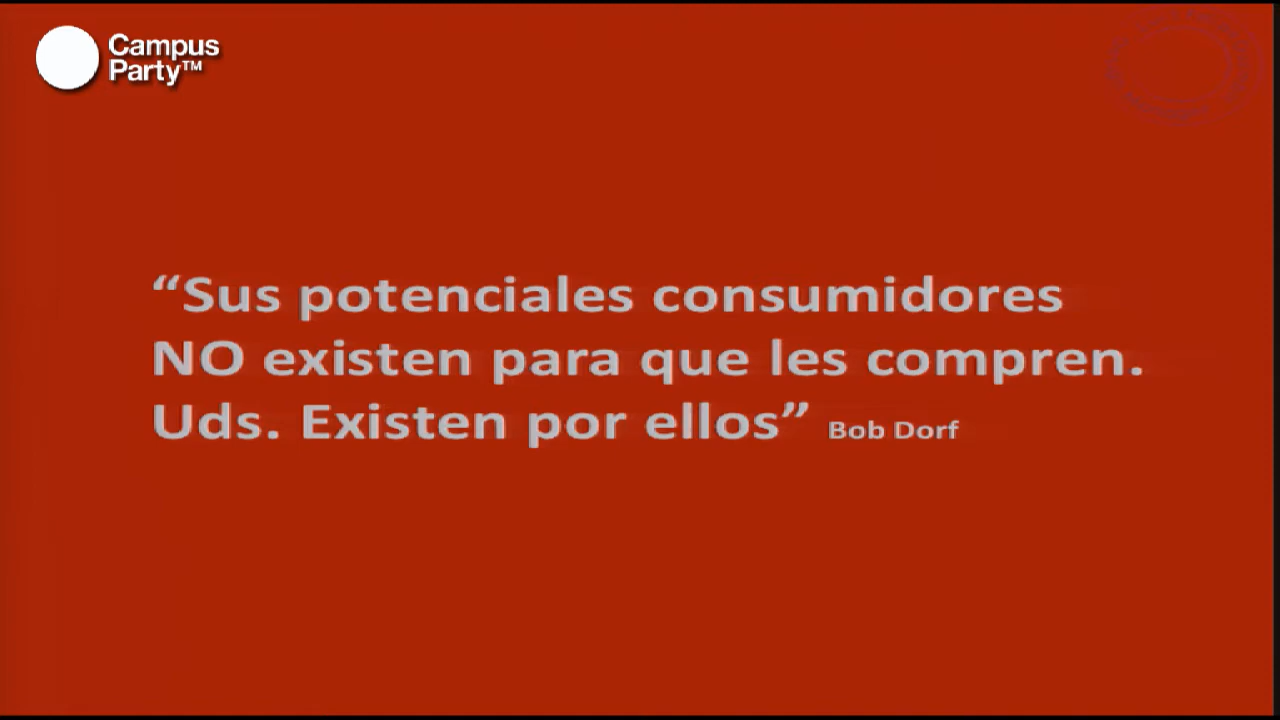 Campus
Party™
“Sus potenciales consumidores
NO existen para que les compren.
Uds. Existen por ellos” Bob Dorf